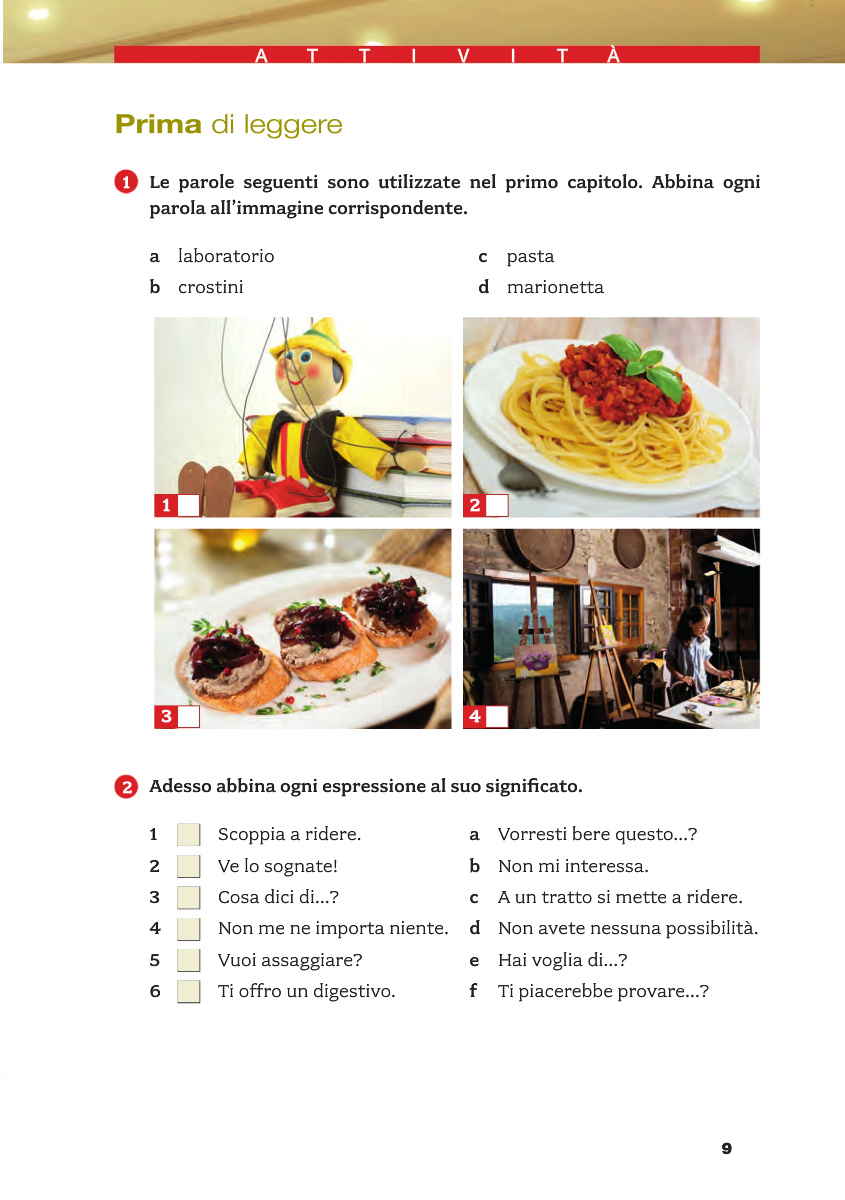 ATTIVITÀ
Prima di leggere
1 Le parole seguenti sono utilizzate nel primo capitolo. Abbina ogni
parola all'immagine corrispondente.
a laboratorio
b crostini
c pasta
d marionetta
1
2
3
4
2 Adesso abbina ogni espressione al suo significato.
1 Scoppia a ridere.
2 Ve lo sognate!
3 Cosa dici di...?
4 Non me ne importa niente.
5 Vuoi assaggiare?
6 Ti offro un digestivo.
a Vorresti bere questo...?
b Non mi interessa.
c A un tratto si mette a ridere.
d Non avete nessuna possibilità.
e Hai voglia di...?
f Ti piacerebbe provare...?
9